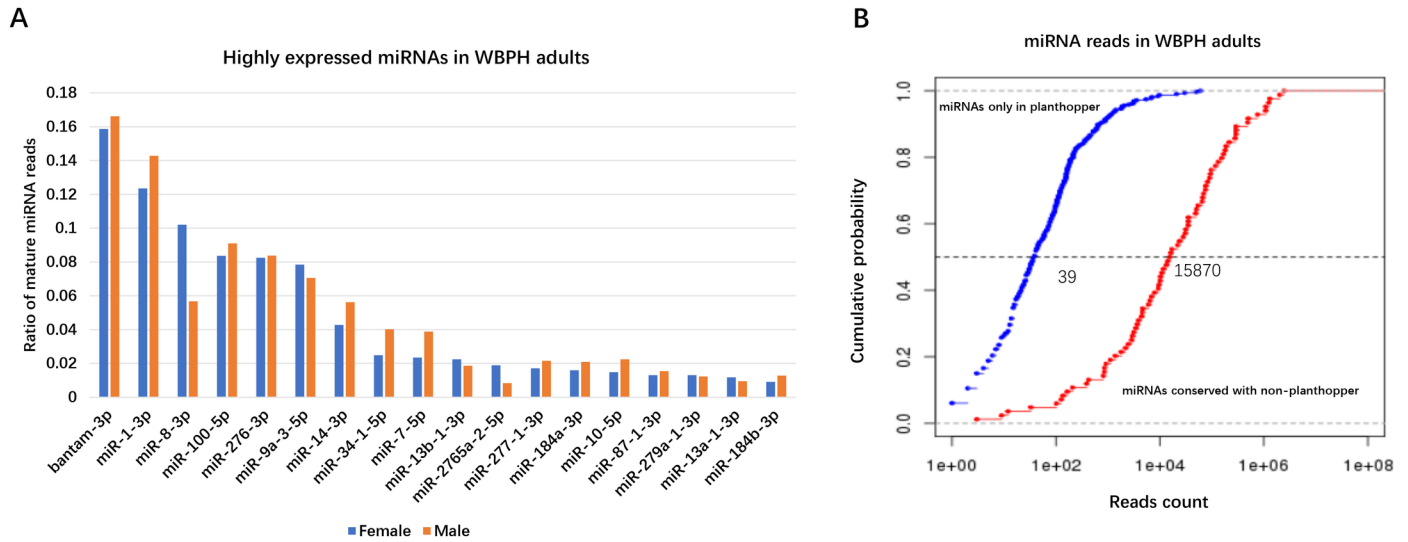 A
Highly expressed miRNAs in WBPH adults
Ratio of mature miRNA reads
0.18
0.16
0.14
0.12
0.1
0.08
0.06
0.04
0.02
0
bantam-3p
miR-1-3p
miR-8-3p
miR-100-5p
miR-276-3p
miR-9a-3-5p
miR-14-3p
miR-34-1-5p
miR-7-5p
miR-13b-1-3p
miR-2765a-2-5p
miR-277-1-3p
miR-184a-3p
miR-10-5p
miR-87-1-3p
miR-279a-1-3p
miR-13a-1-3p
miR-184b-3p
Female Male
B
miRNA reads in WBPH adults
Cumulative probability
1.0
0.8
0.6
0.4
0.2
0.0
miRNAs only in planthopper
39
15870
miRNAs conserved with non-planthopper
1e+00 1e+02 1e+04 1e+06 1e+08
Reads count